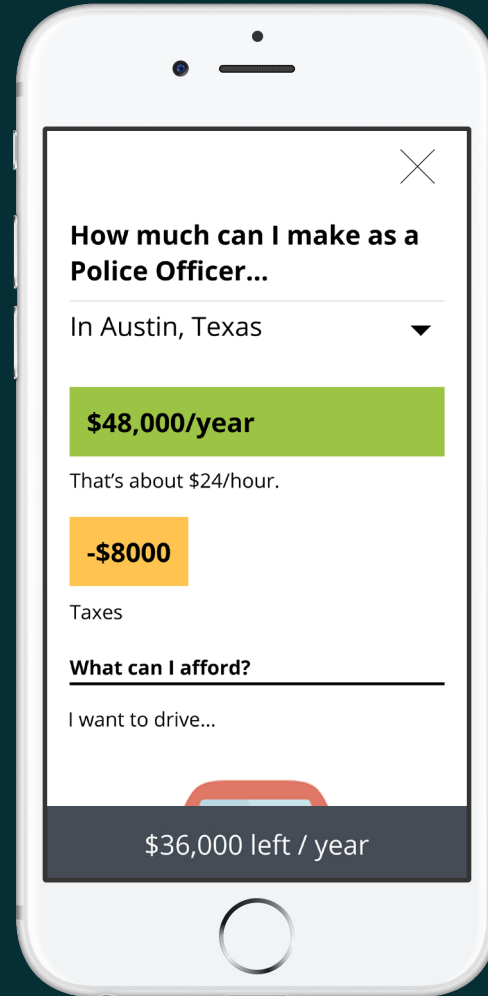 How much can I make as a
Police Officer...
In Austin, Texas
$48,000/year
That’s about $24/hour.
-$8000
Taxes
What can I afford?
I want to drive...
$36,000 left / year